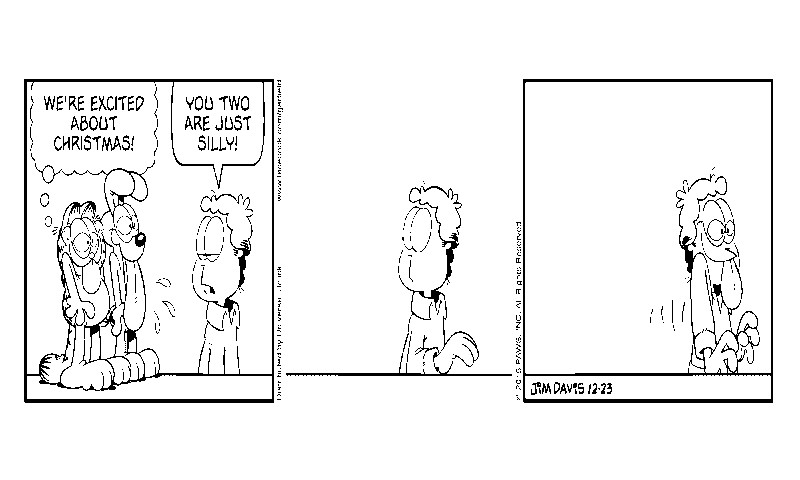 WE'RE EXCITED
ABOUT
CHRISTMAS!
YOU TWO
ARE JUST
SILLY!
JIM DAVIS 12-23